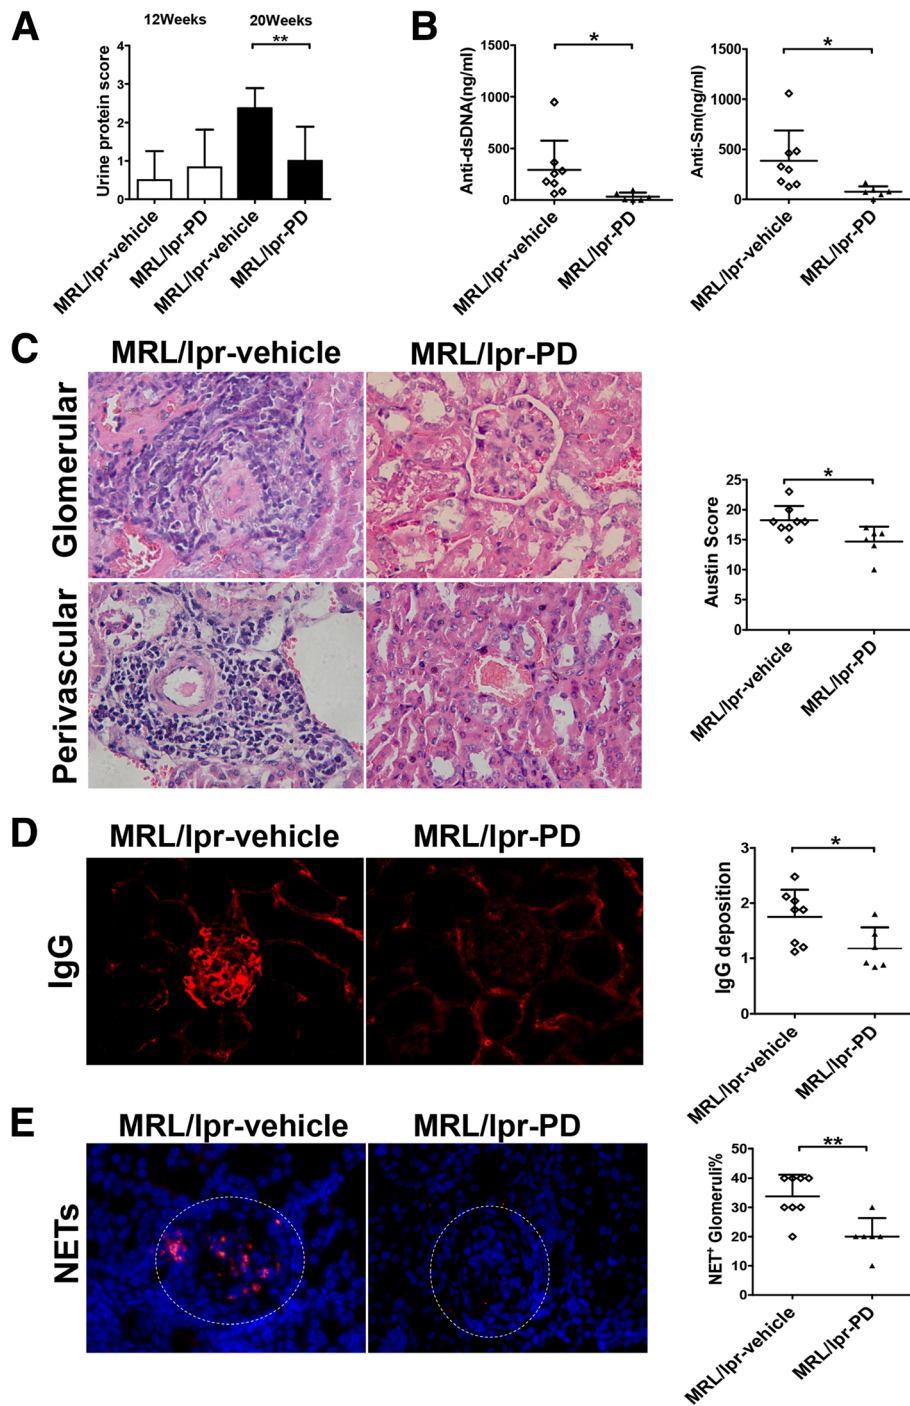 A
12Weeks
20Weeks
**
Urine protein score
4
3
2
1
0
MRL/lpr-vehicle
MRL/lpr-PD
MRL/lpr-vehicle
MRL/lpr-PD
B
*
Anti-dsDNA(ng/ml)
1500
1000
500
0
MRL/lpr-vehicle
MRL/lpr-PD
*
Anti-Sm(ng/ml)
1500
1000
500
0
MRL/lpr-vehicle
MRL/lpr-PD
C
MRL/lpr-vehicle
MRL/lpr-PD
Glomerular
Perivascular
*
Austin Score
25
20
15
10
5
0
MRL/lpr-vehicle
MRL/lpr-PD
D
MRL/lpr-vehicle
MRL/lpr-PD
IgG
*
IgG deposition
3
2
1
0
MRL/lpr-vehicle
MRL/lpr-PD
E
MRL/lpr-vehicle
MRL/lpr-PD
NETs
**
NET⁺ Glomeruli%
50
40
30
20
10
0
MRL/lpr-vehicle
MRL/lpr-PD